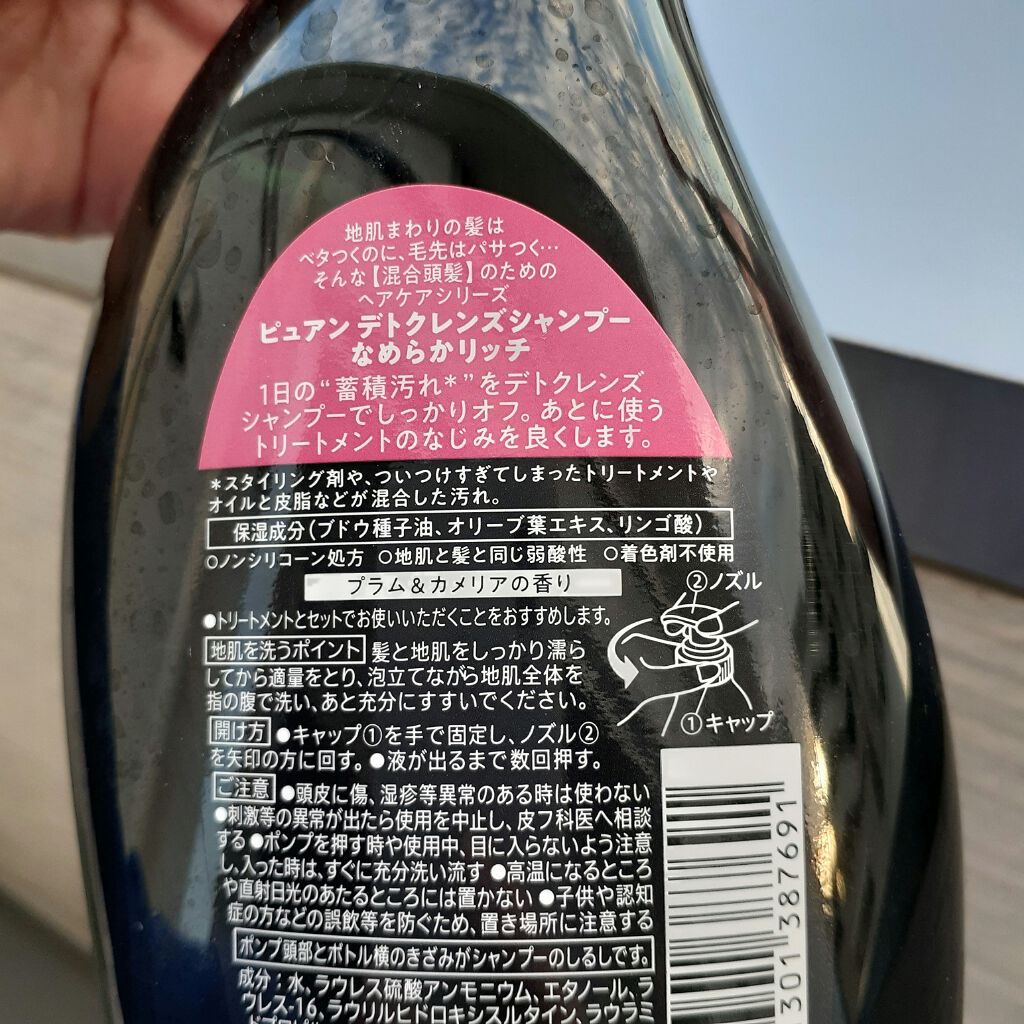 地肌まわりの髪は
ベタつくのに、毛先はパサつく…
そんな【混合頭髪】のための
ヘアケアシリーズ
ピュアン デトクレンズシャンプー
なめらかリッチ
1日の“蓄積汚れ*”をデトクレンズ
シャンプーでしっかりオフ。あとに使う
トリートメントのなじみを良くします。
*スタイリング剤や、ついつけすぎてしまったトリートメントや
オイルと皮脂などが混合した汚れ。
保湿成分(ブドウ種子油、オリーブ葉エキス、リンゴ酸)
○ノンシリコーン処方 ○地肌と髪と同じ弱酸性 ○着色剤不使用
プラム&カメリアの香り
●トリートメントとセットでお使いいただくことをおすすめします。
地肌を洗うポイント 髪と地肌をしっかり濡ら
してから適量をとり、泡立てながら地肌全体を
指の腹で洗い、あと充分にすすいでください。
②ノズル
①キャップ
開け方 ●キャップ①を手で固定し、ノズル②
を矢印の方に回す。●液が出るまで数回押す。
ご注意 ●頭皮に傷、湿疹等異常のある時は使わない
●刺激等の異常が出たら使用を中止し、皮フ科医へ相談
する ●ポンプを押す時や使用中、目に入らないよう注意
し、入った時は、すぐに充分洗い流す ●高温になるところ
や直射日光のあたるところには置かない ●子供や認知
症の方などの誤飲等を防ぐため、置き場所に注意する
ポンプ頭部とボトル横のきざみがシャンプーのしるしです。
成分:水、ラウレス硫酸アンモニウム、エタノール、ラ
ウレス-16、ラウリルヒドロキシスルタイン、ラウラミ
301387691